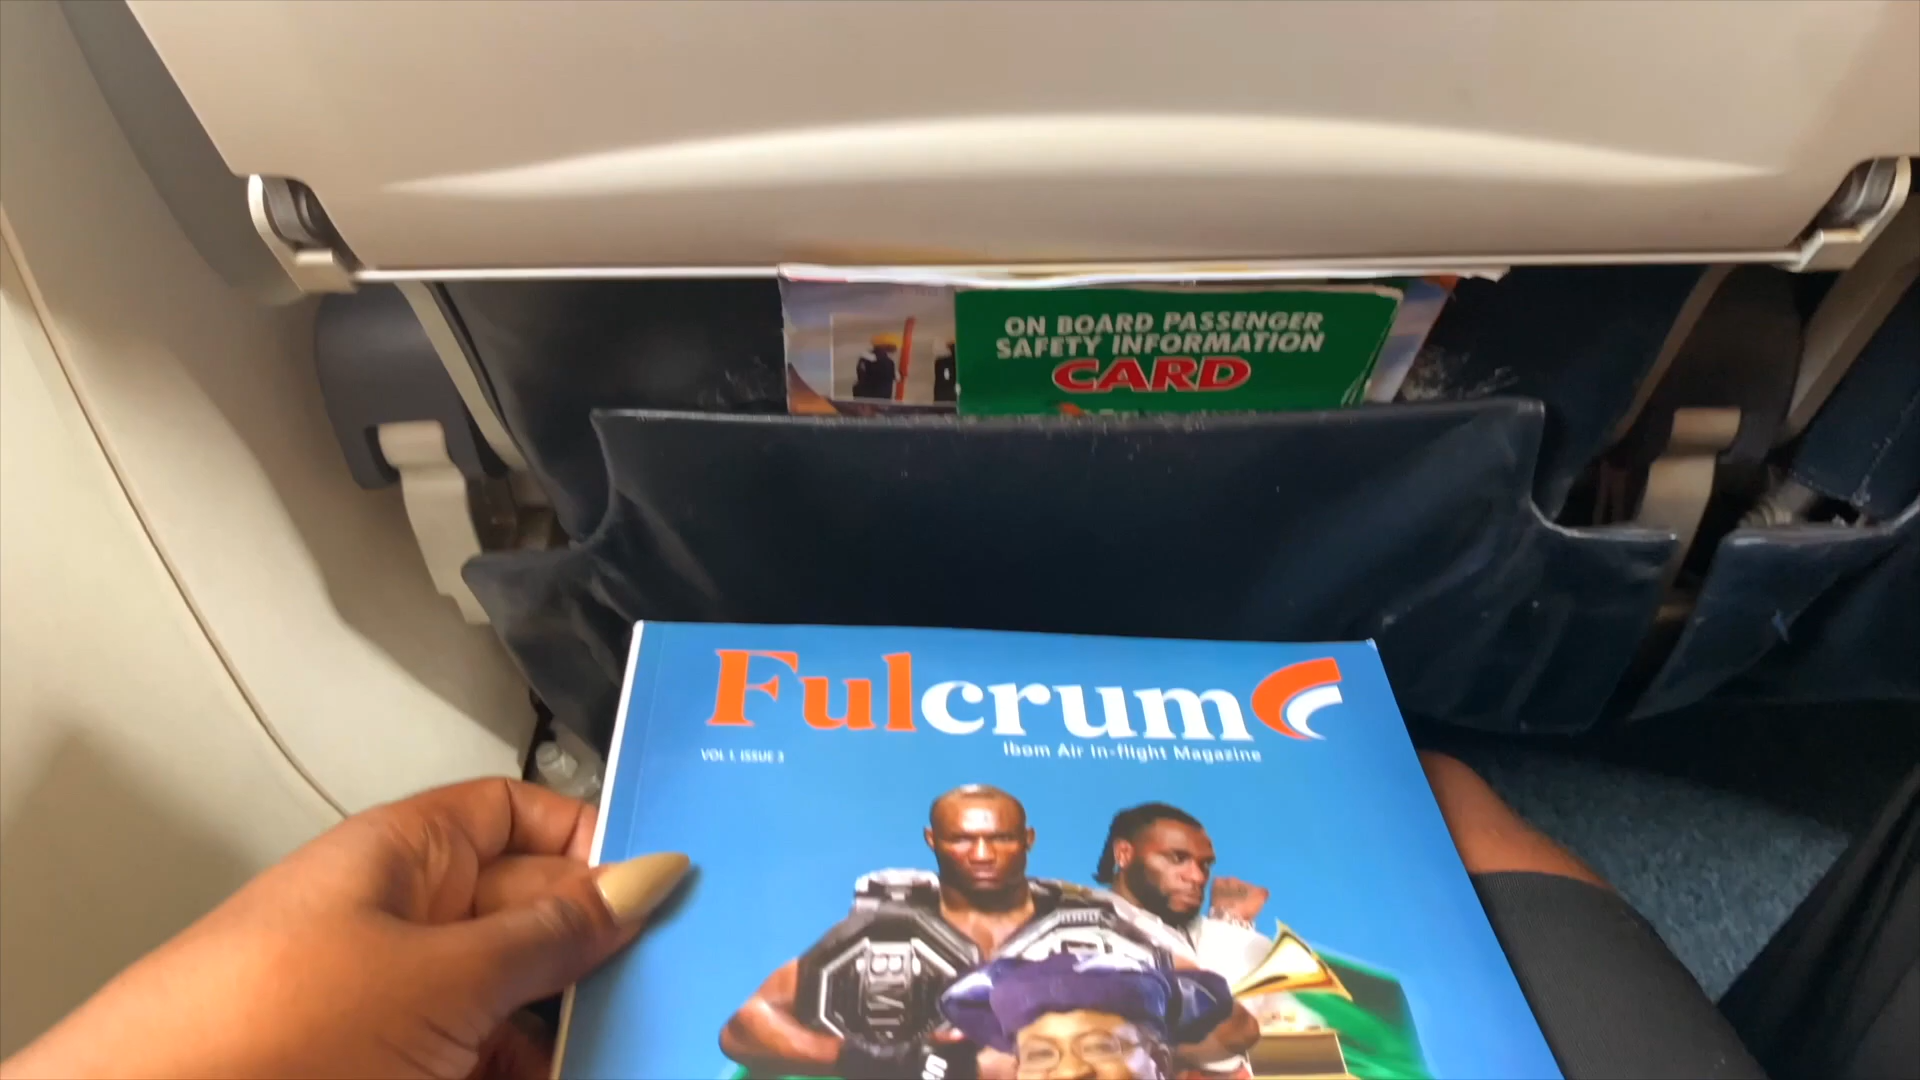 ON BOARD PASSENGER
SAFETY INFORMATION
CARD
Fulcrum
VOL 1, ISSUE 3
Ibom Air In-flight Magazine